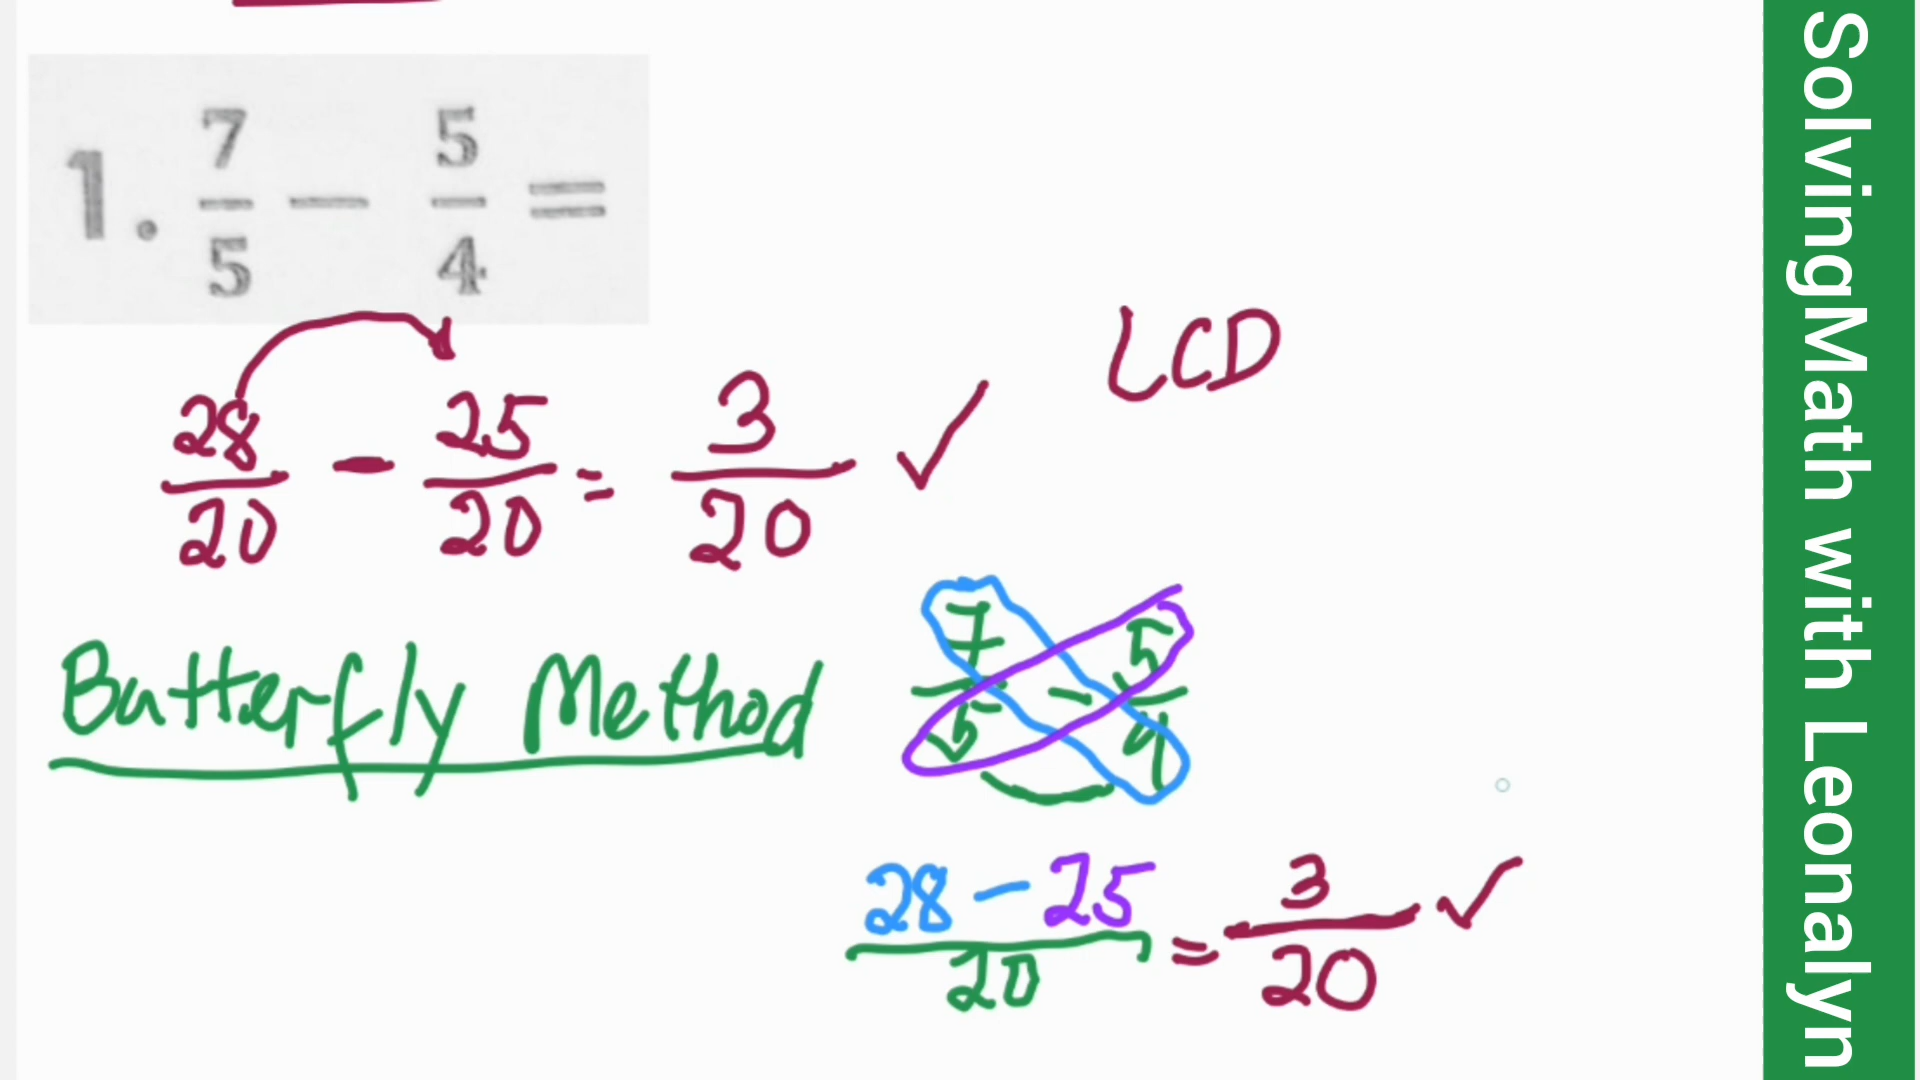 1. 7/5 - 5/4 =
LCD
28/20 - 25/20 = 3/20 ✓
Butterfly Method
7/5 - 5/4
28 - 25 / 20 = 3/20 ✓
SolvingMath with Leonalyn